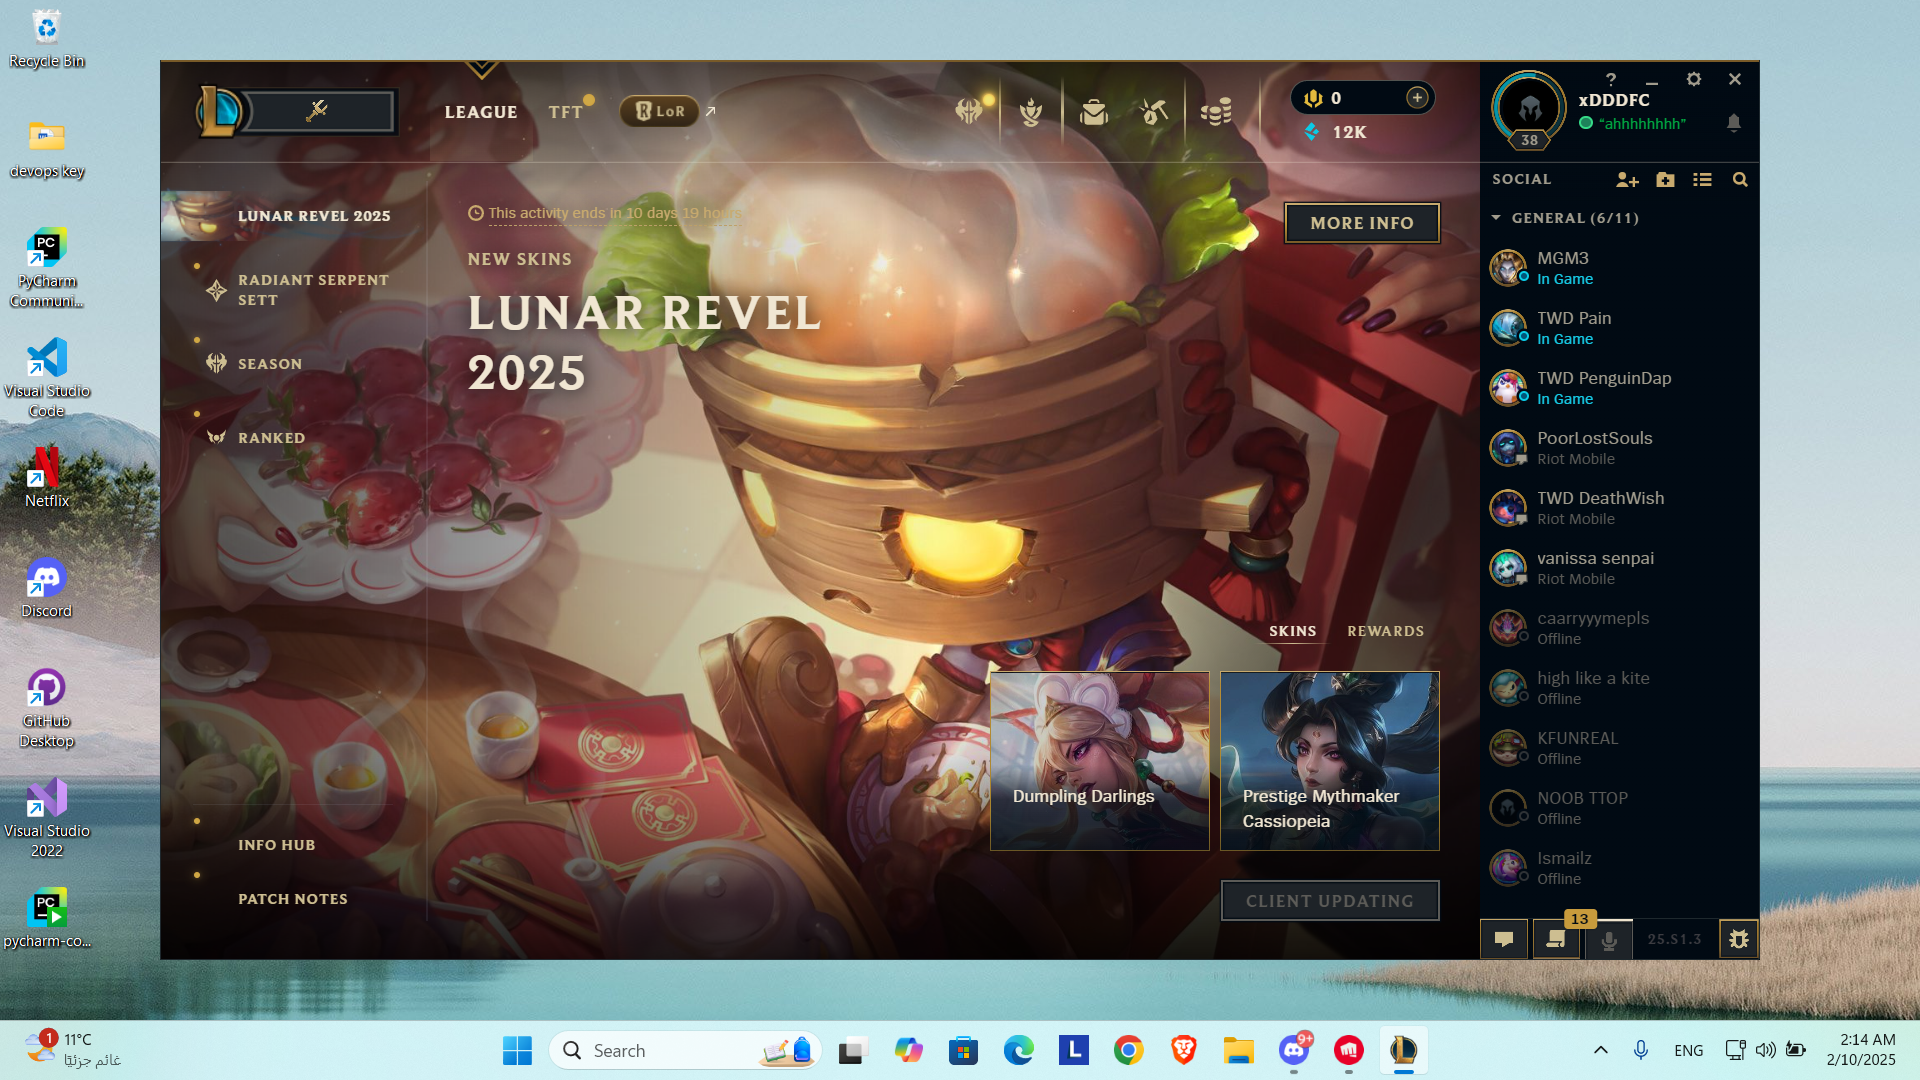 Recycle Bin
devops key
PyCharm
Communi...
Visual Studio
Code
Netflix
Discord
GitHub
Desktop
Visual Studio
2022
pycharm-co...
LEAGUE
TFT
LoR
0
12K
LUNAR REVEL 2025
RADIANT SERPENT
SETT
SEASON
RANKED
INFO HUB
PATCH NOTES
This activity ends in 10 days 19 hours
NEW SKINS
LUNAR REVEL
2025
MORE INFO
SKINS
REWARDS
Dumpling Darlings
Prestige Mythmaker
Cassiopeia
CLIENT UPDATING
38
xDDDFC
“ahhhhhhhh”
SOCIAL
GENERAL (6/11)
MGM3
In Game
TWD Pain
In Game
TWD PenguinDap
In Game
PoorLostSouls
Riot Mobile
TWD DeathWish
Riot Mobile
vanissa senpai
Riot Mobile
caarryyymepls
Offline
high like a kite
Offline
KFUNREAL
Offline
NOOB TTOP
Offline
Ismailz
Offline
13
25.S1.3
1
11°C
غائم جزئيًا
Search
9+
ENG
2:14 AM
2/10/2025